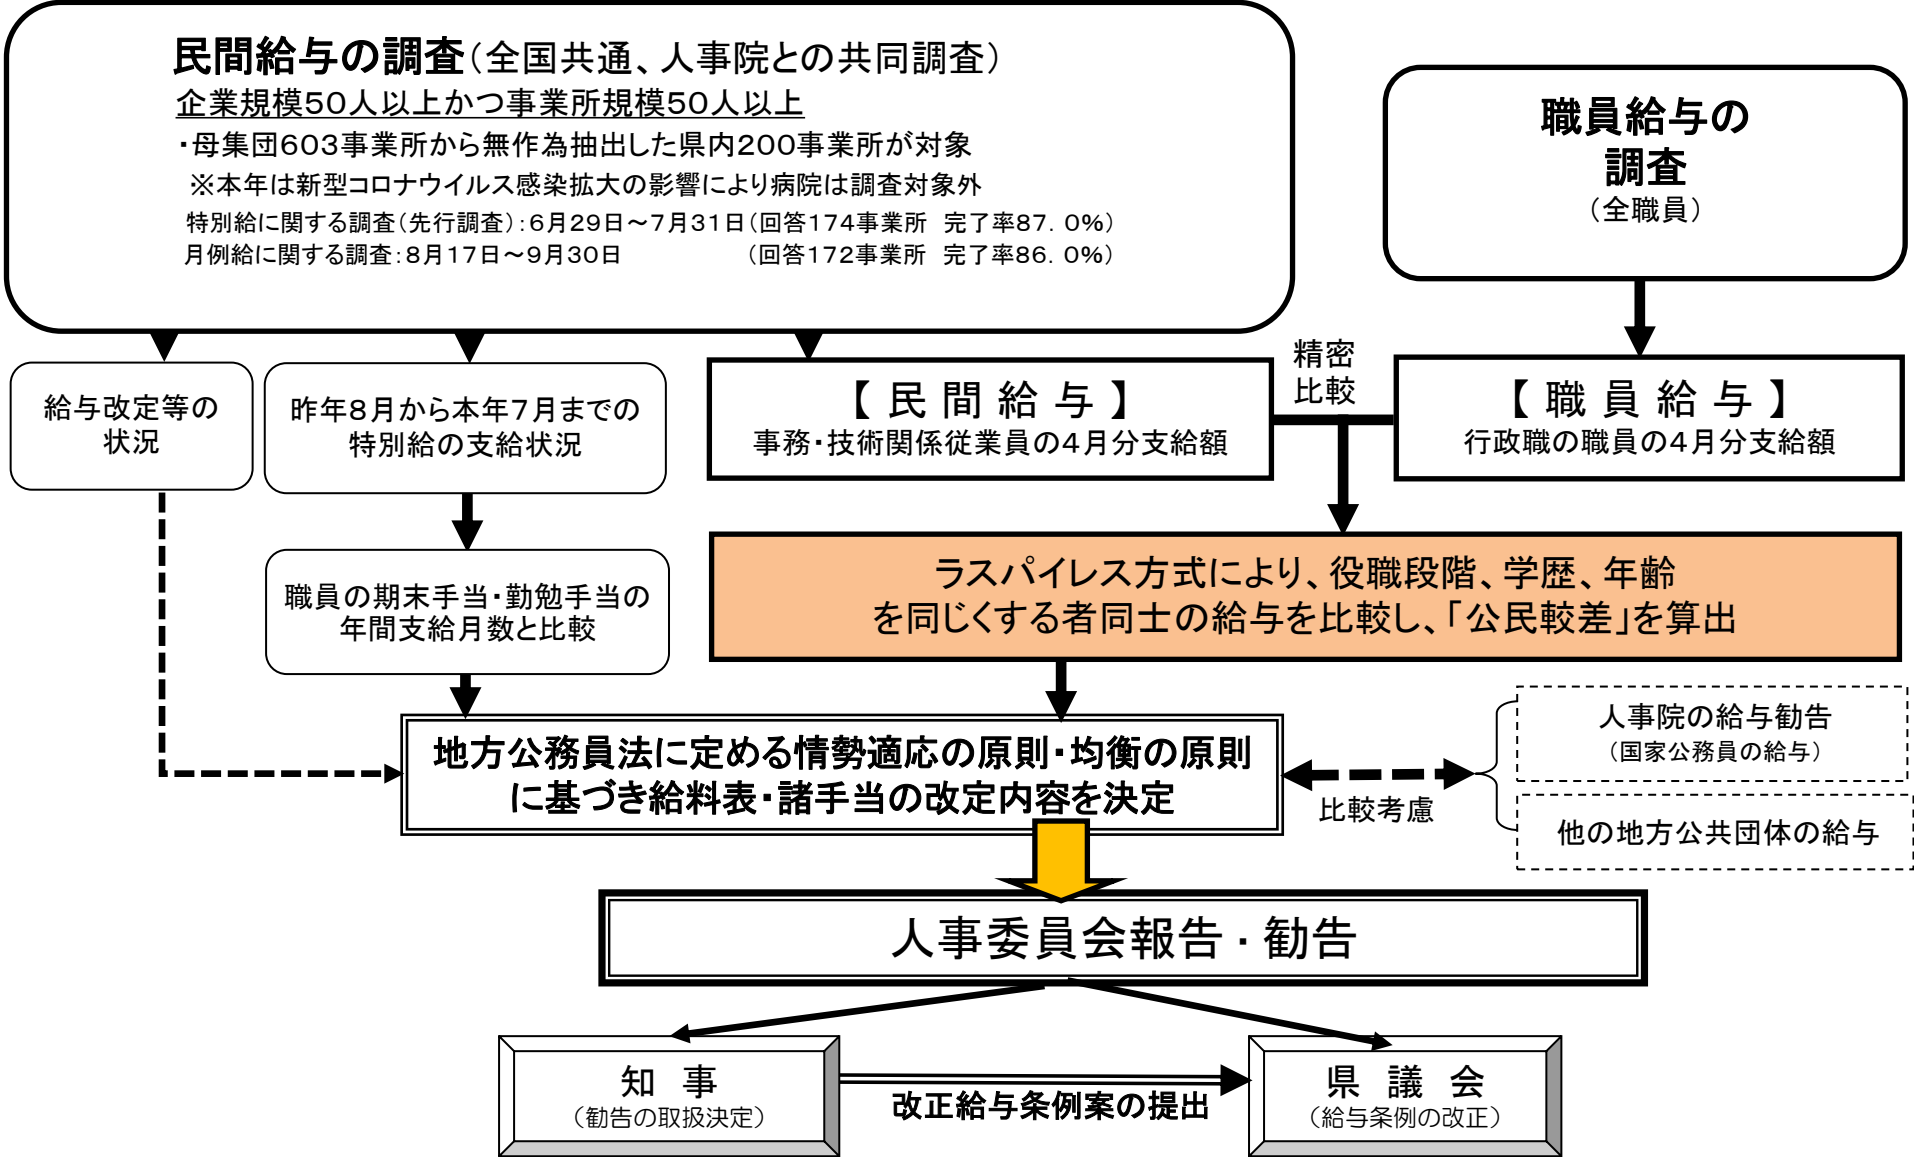 民間給与の調査(全国共通、人事院との共同調査)
企業規模50人以上かつ事業所規模50人以上
・母集団603事業所から無作為抽出した県内200事業所が対象
※本年は新型コロナウイルス感染拡大の影響により病院は調査対象外
特別給に関する調査(先行調査):6月29日～7月31日(回答174事業所 完了率87.0%)
月例給に関する調査:8月17日～9月30日 (回答172事業所 完了率86.0%)
職員給与の
調査
(全職員)
給与改定等の
状況
昨年8月から本年7月までの
特別給の支給状況
【民間給与】
事務・技術関係従業員の4月分支給額
精密
比較
【職員給与】
行政職の職員の4月分支給額
職員の期末手当・勤勉手当の
年間支給月数と比較
ラスパイレス方式により、役職段階、学歴、年齢
を同じくする者同士の給与を比較し、「公民較差」を算出
地方公務員法に定める情勢適応の原則・均衡の原則
に基づき給料表・諸手当の改定内容を決定
比較考慮
人事院の給与勧告
(国家公務員の給与)
他の地方公共団体の給与
人事委員会報告・勧告
知 事
(勧告の取扱決定)
改正給与条例案の提出
県 議 会
(給与条例の改正)